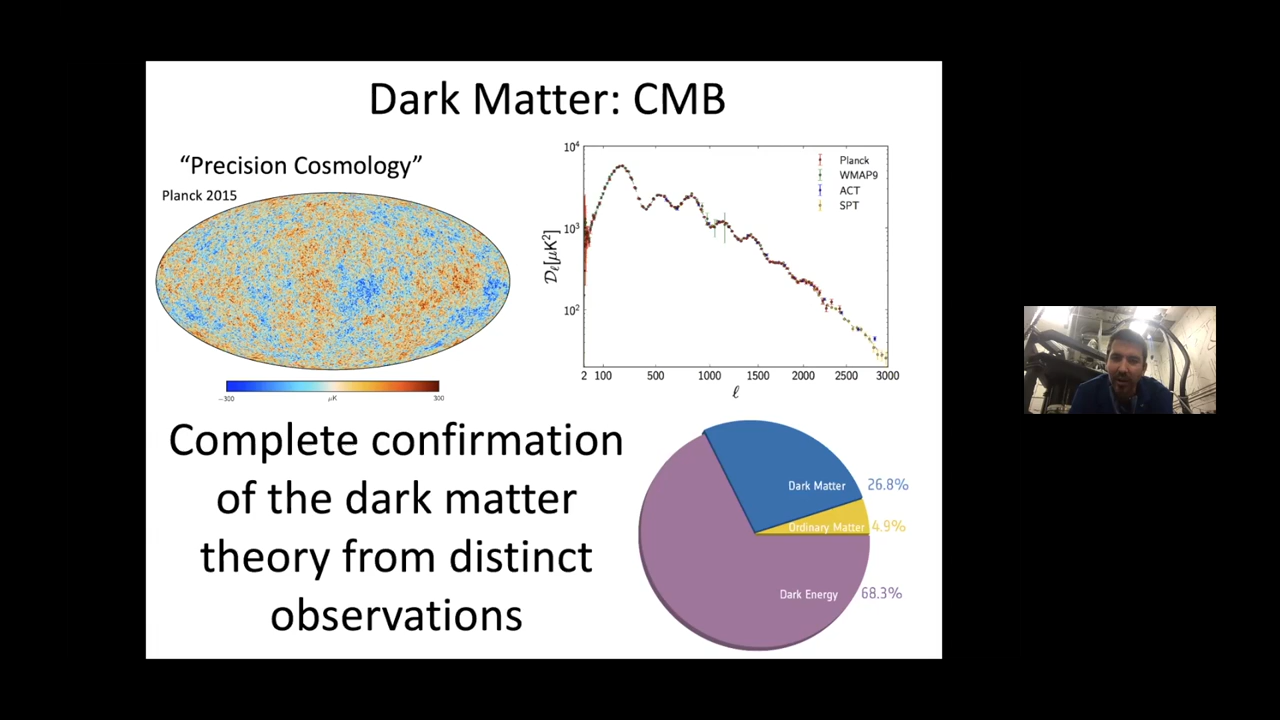 Dark Matter: CMB
“Precision Cosmology”
Planck 2015
−300
μK
300
10⁴
10³
10²
𝒟ℓ[μK²]
Planck
WMAP9
ACT
SPT
2 100 500 1000 1500 2000 2500 3000
ℓ
Complete confirmation
of the dark matter
theory from distinct
observations
Dark Matter 26.8%
Ordinary Matter 4.9%
Dark Energy 68.3%